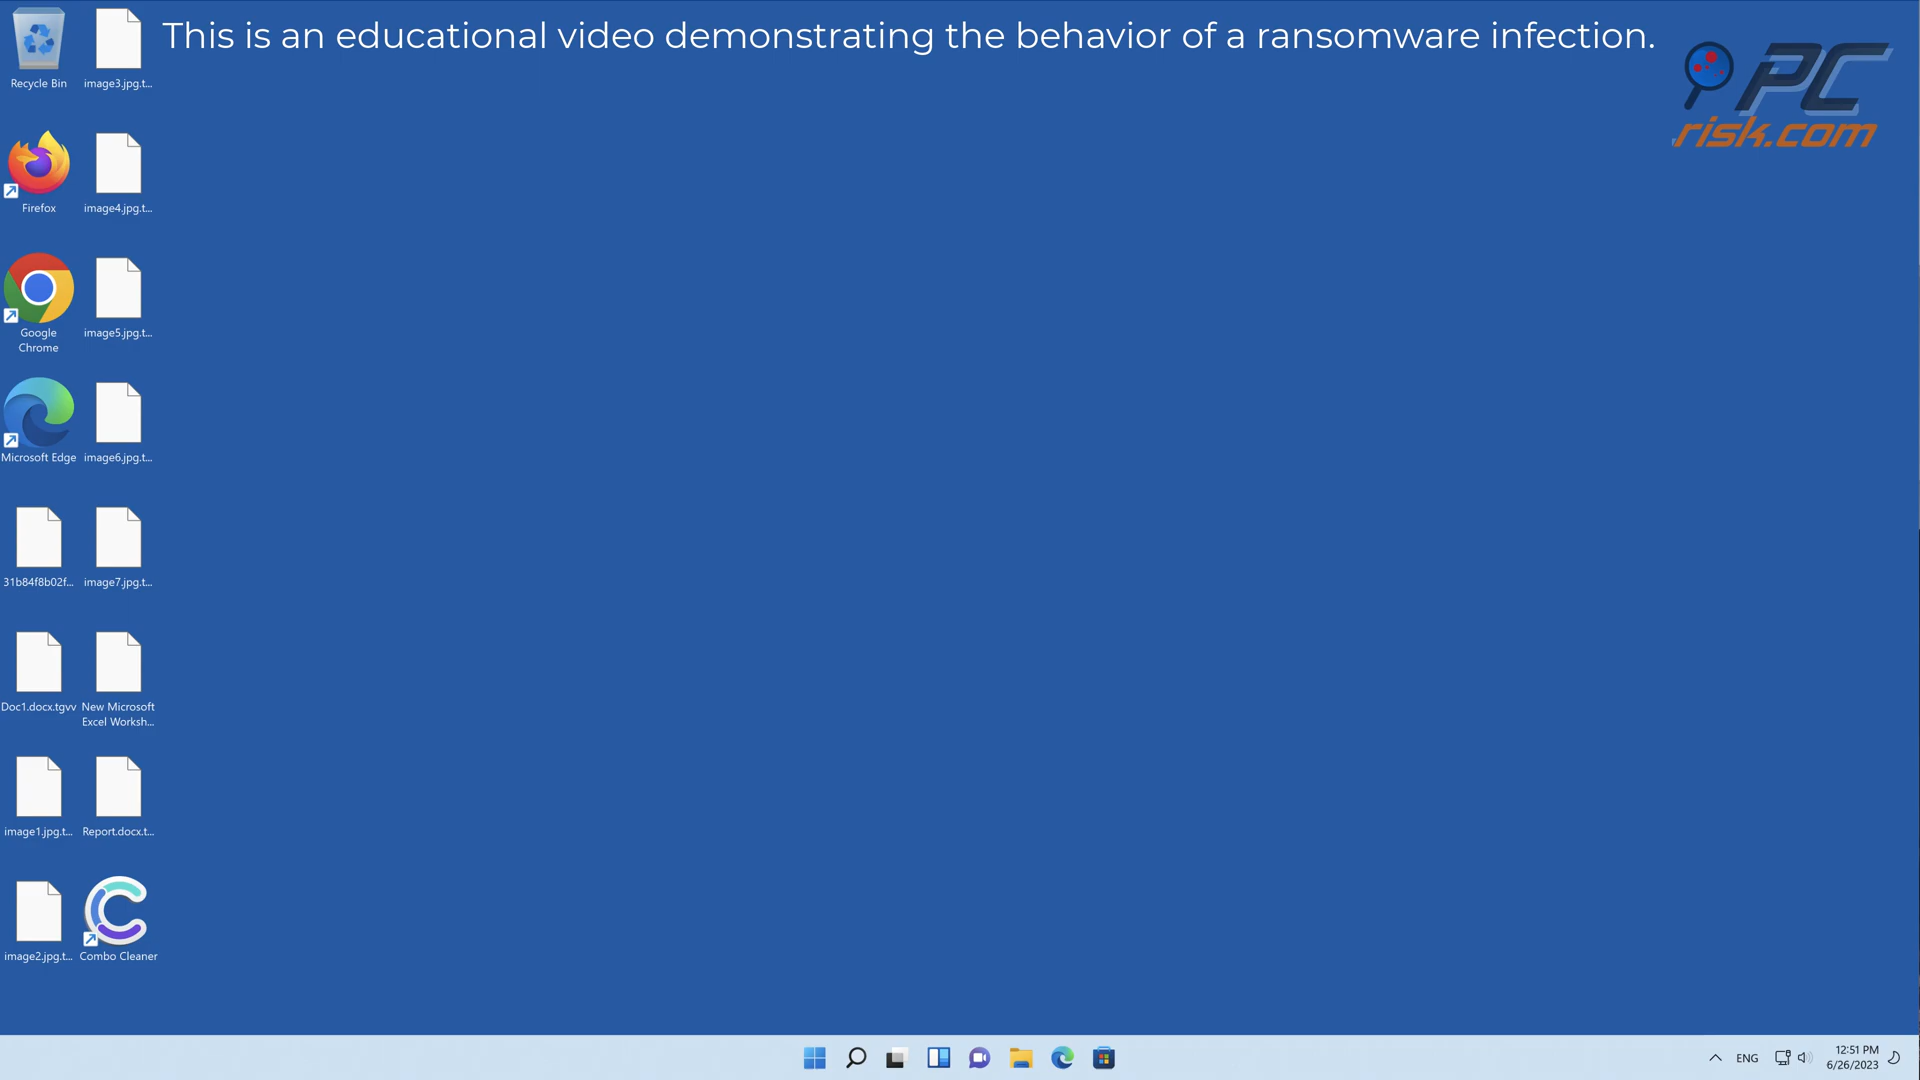 This is an educational video demonstrating the behavior of a ransomware infection.
PC
risk.com
Recycle Bin
image3.jpg.t...
Firefox
image4.jpg.t...
Google
Chrome
image5.jpg.t...
Microsoft Edge
image6.jpg.t...
31b84f8b02f...
image7.jpg.t...
Doc1.docx.tgvv
New Microsoft
Excel Worksh...
image1.jpg.t...
Report.docx.t...
image2.jpg.t...
Combo Cleaner
ENG
12:51 PM
6/26/2023